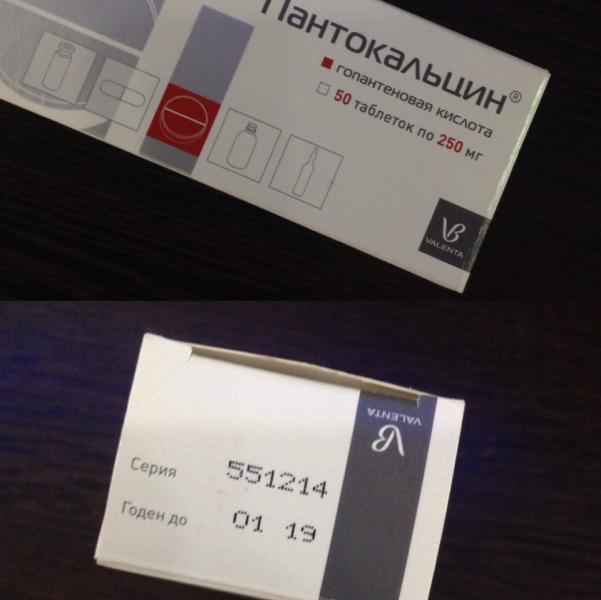 Пантокальцин®
гопантеновая кислота
50 таблеток по 250 мг
VALENTA
VALENTA
Серия 551214
Годен до 01 19